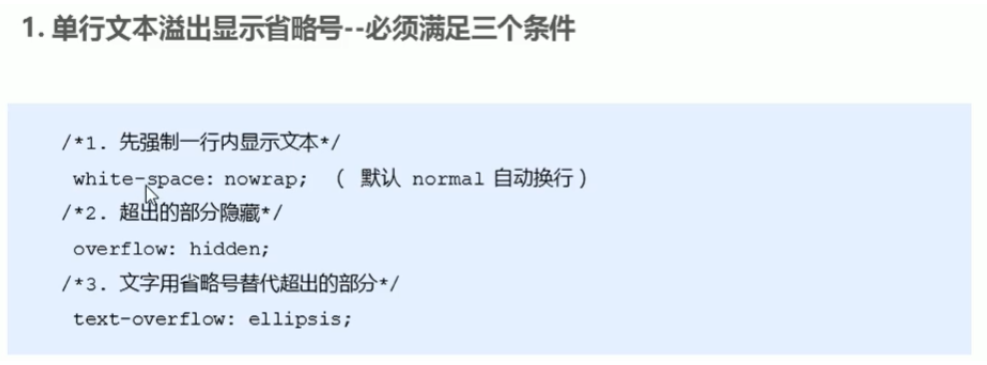 1. 单行文本溢出显示省略号--必须满足三个条件
/*1. 先强制一行内显示文本*/
white-space: nowrap; （ 默认 normal 自动换行）
/*2. 超出的部分隐藏*/
overflow: hidden;
/*3. 文字用省略号替代超出的部分*/
text-overflow: ellipsis;